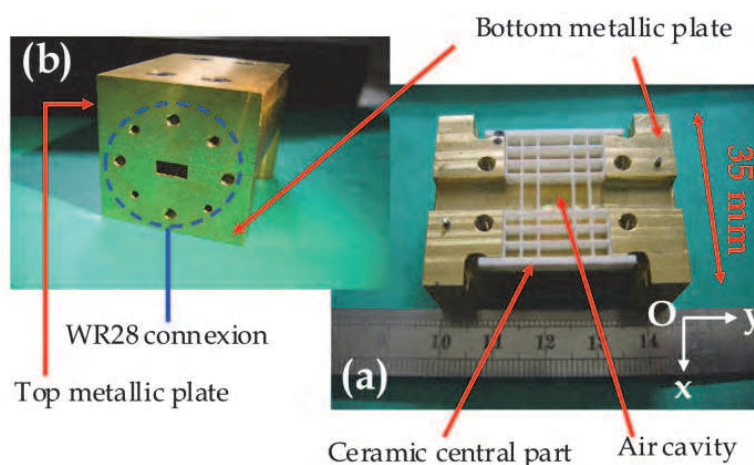 Bottom metallic plate
(b)
35 mm
WR28 connexion
O
y
x
10 11 12 13 14
(a)
Top metallic plate
Ceramic central part
Air cavity